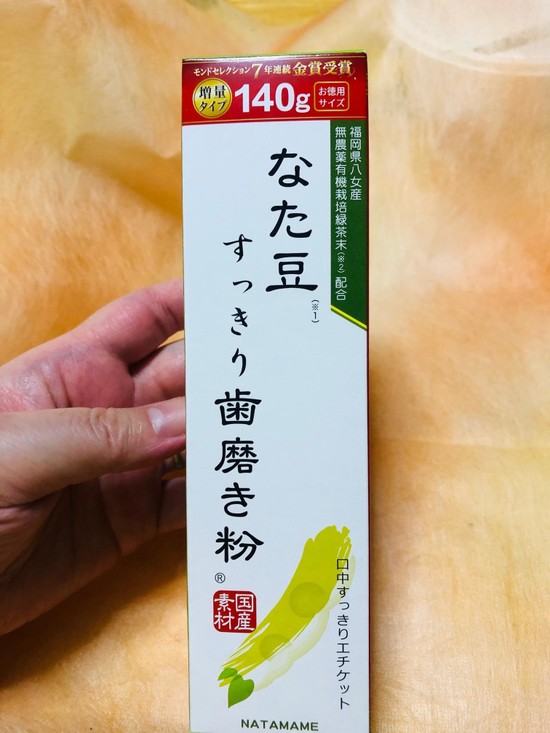 モンドセレクション7年連続金賞受賞
増量
タイプ
140g
お徳用
サイズ
福岡県八女産
無農薬有機栽培緑茶末(※2)配合
なた豆(※1)
すっきり歯磨き粉®
国産
素材
口中すっきりエチケット
NATAMAME